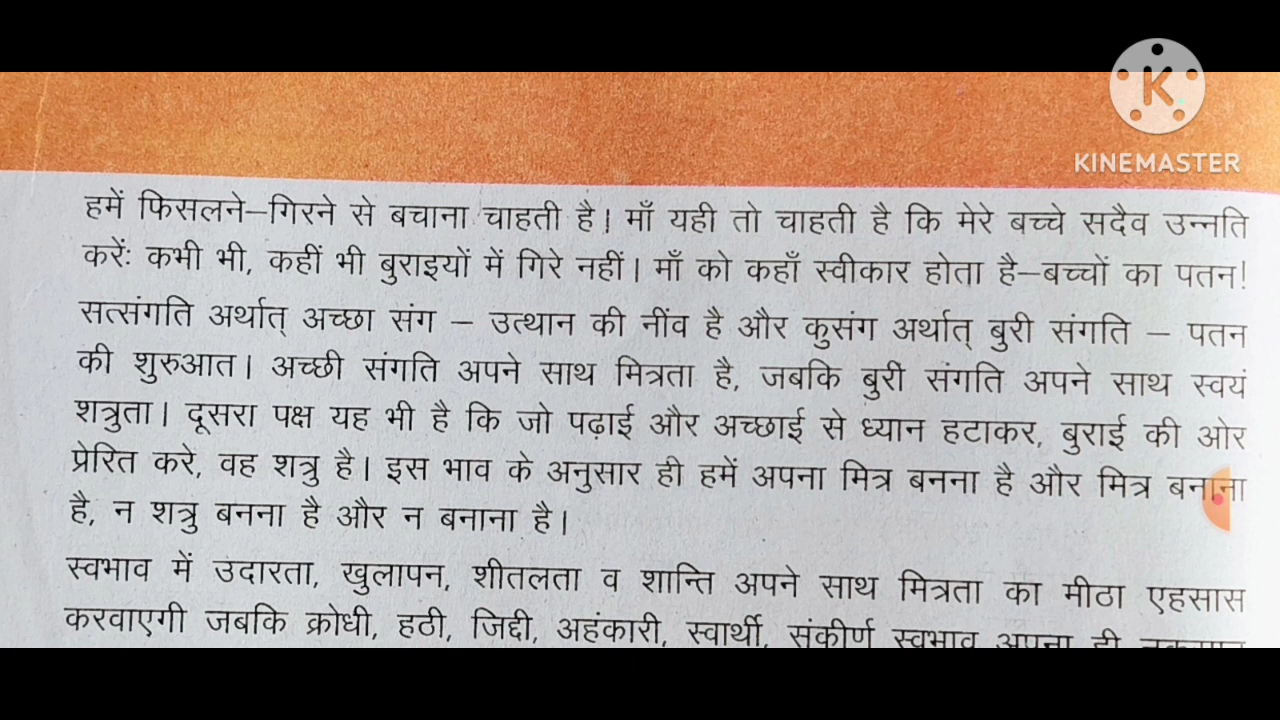 KINEMASTER
हमें फिसलने–गिरने से बचाना चाहती है। माँ यही तो चाहती है कि मेरे बच्चे सदैव उन्नति
करेंः कभी भी, कहीं भी बुराइयों में गिरे नहीं। माँ को कहाँ स्वीकार होता है–बच्चों का पतन!
सत्संगति अर्थात् अच्छा संग – उत्थान की नींव है और कुसंग अर्थात् बुरी संगति – पतन
की शुरुआत। अच्छी संगति अपने साथ मित्रता है, जबकि बुरी संगति अपने साथ स्वयं
शत्रुता। दूसरा पक्ष यह भी है कि जो पढ़ाई और अच्छाई से ध्यान हटाकर, बुराई की ओर
प्रेरित करे, वह शत्रु है। इस भाव के अनुसार ही हमें अपना मित्र बनना है और मित्र बनाना
है, न शत्रु बनना है और न बनाना है।
स्वभाव में उदारता, खुलापन, शीतलता व शान्ति अपने साथ मित्रता का मीठा एहसास
करवाएगी जबकि क्रोधी, हठी, जिद्दी, अहंकारी, स्वार्थी, संकीर्ण स्वभाव अपना ही